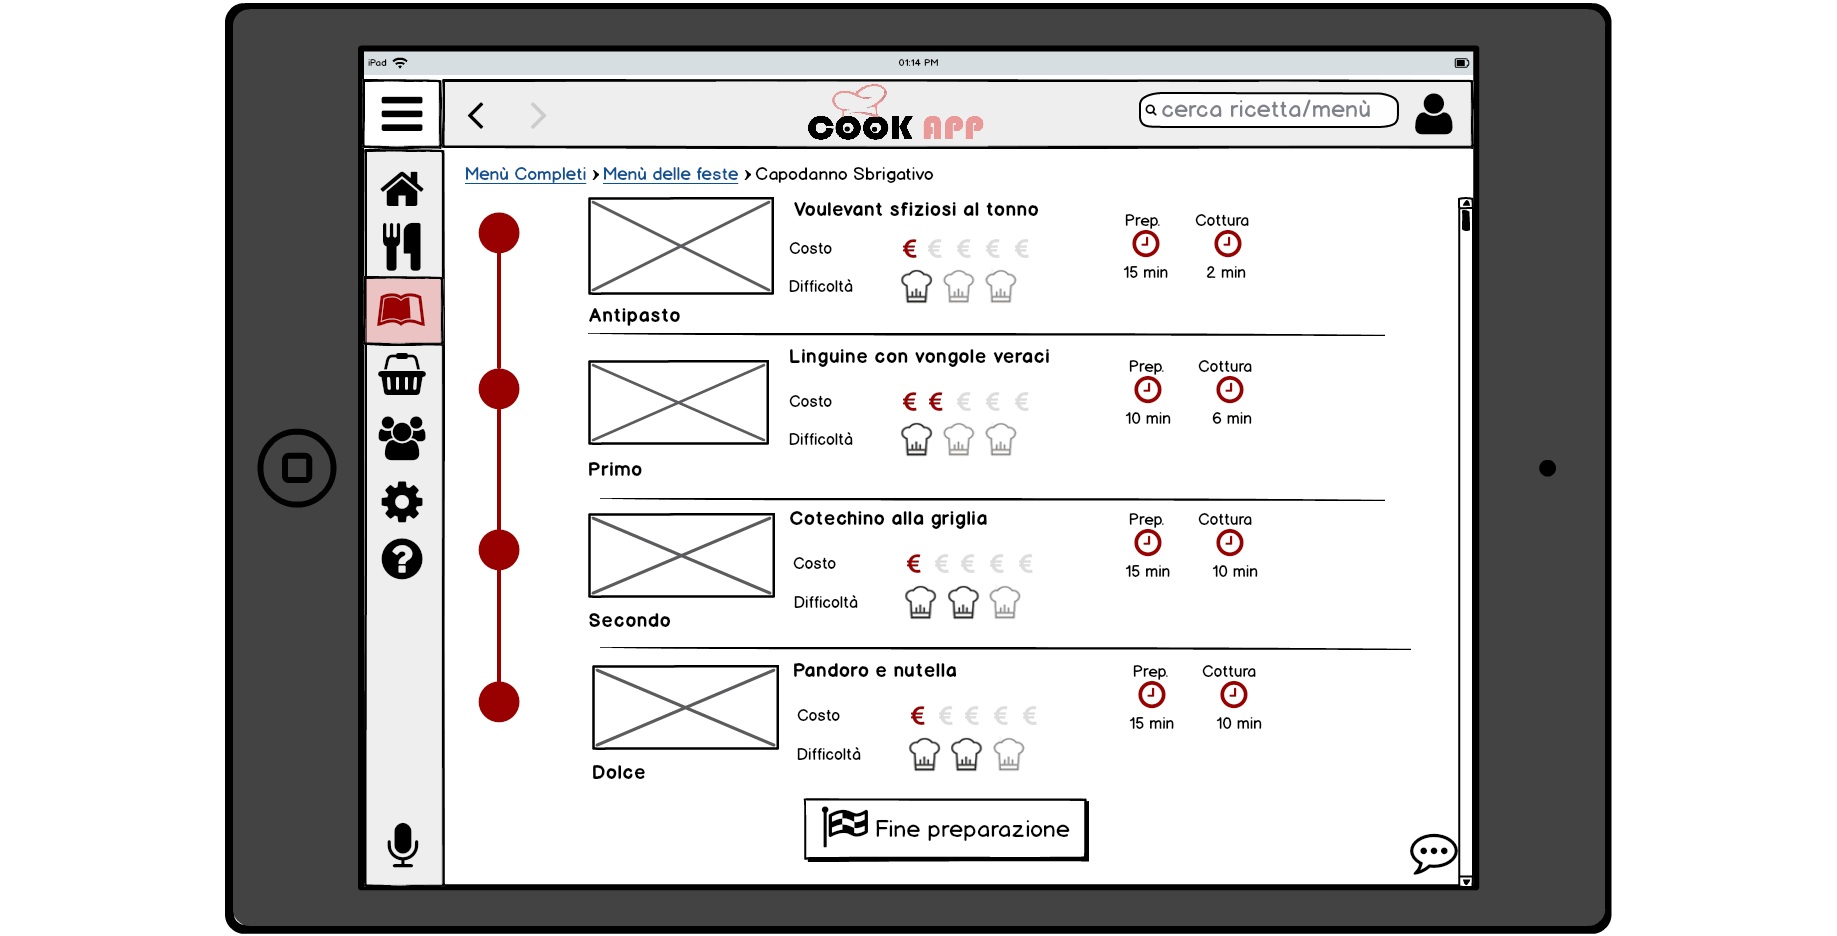 iPad
01:14 PM
COOK APP
cerca ricetta/menù
Menù Completi > Menù delle feste > Capodanno Sbrigativo
Voulevant sfiziosi al tonno
Prep. Cottura
Costo € € € € €
15 min 2 min
Difficoltà
Antipasto
Linguine con vongole veraci
Prep. Cottura
Costo € € € € €
10 min 6 min
Difficoltà
Primo
Cotechino alla griglia
Prep. Cottura
Costo € € € € €
15 min 10 min
Difficoltà
Secondo
Pandoro e nutella
Prep. Cottura
Costo € € € € €
15 min 10 min
Difficoltà
Dolce
Fine preparazione